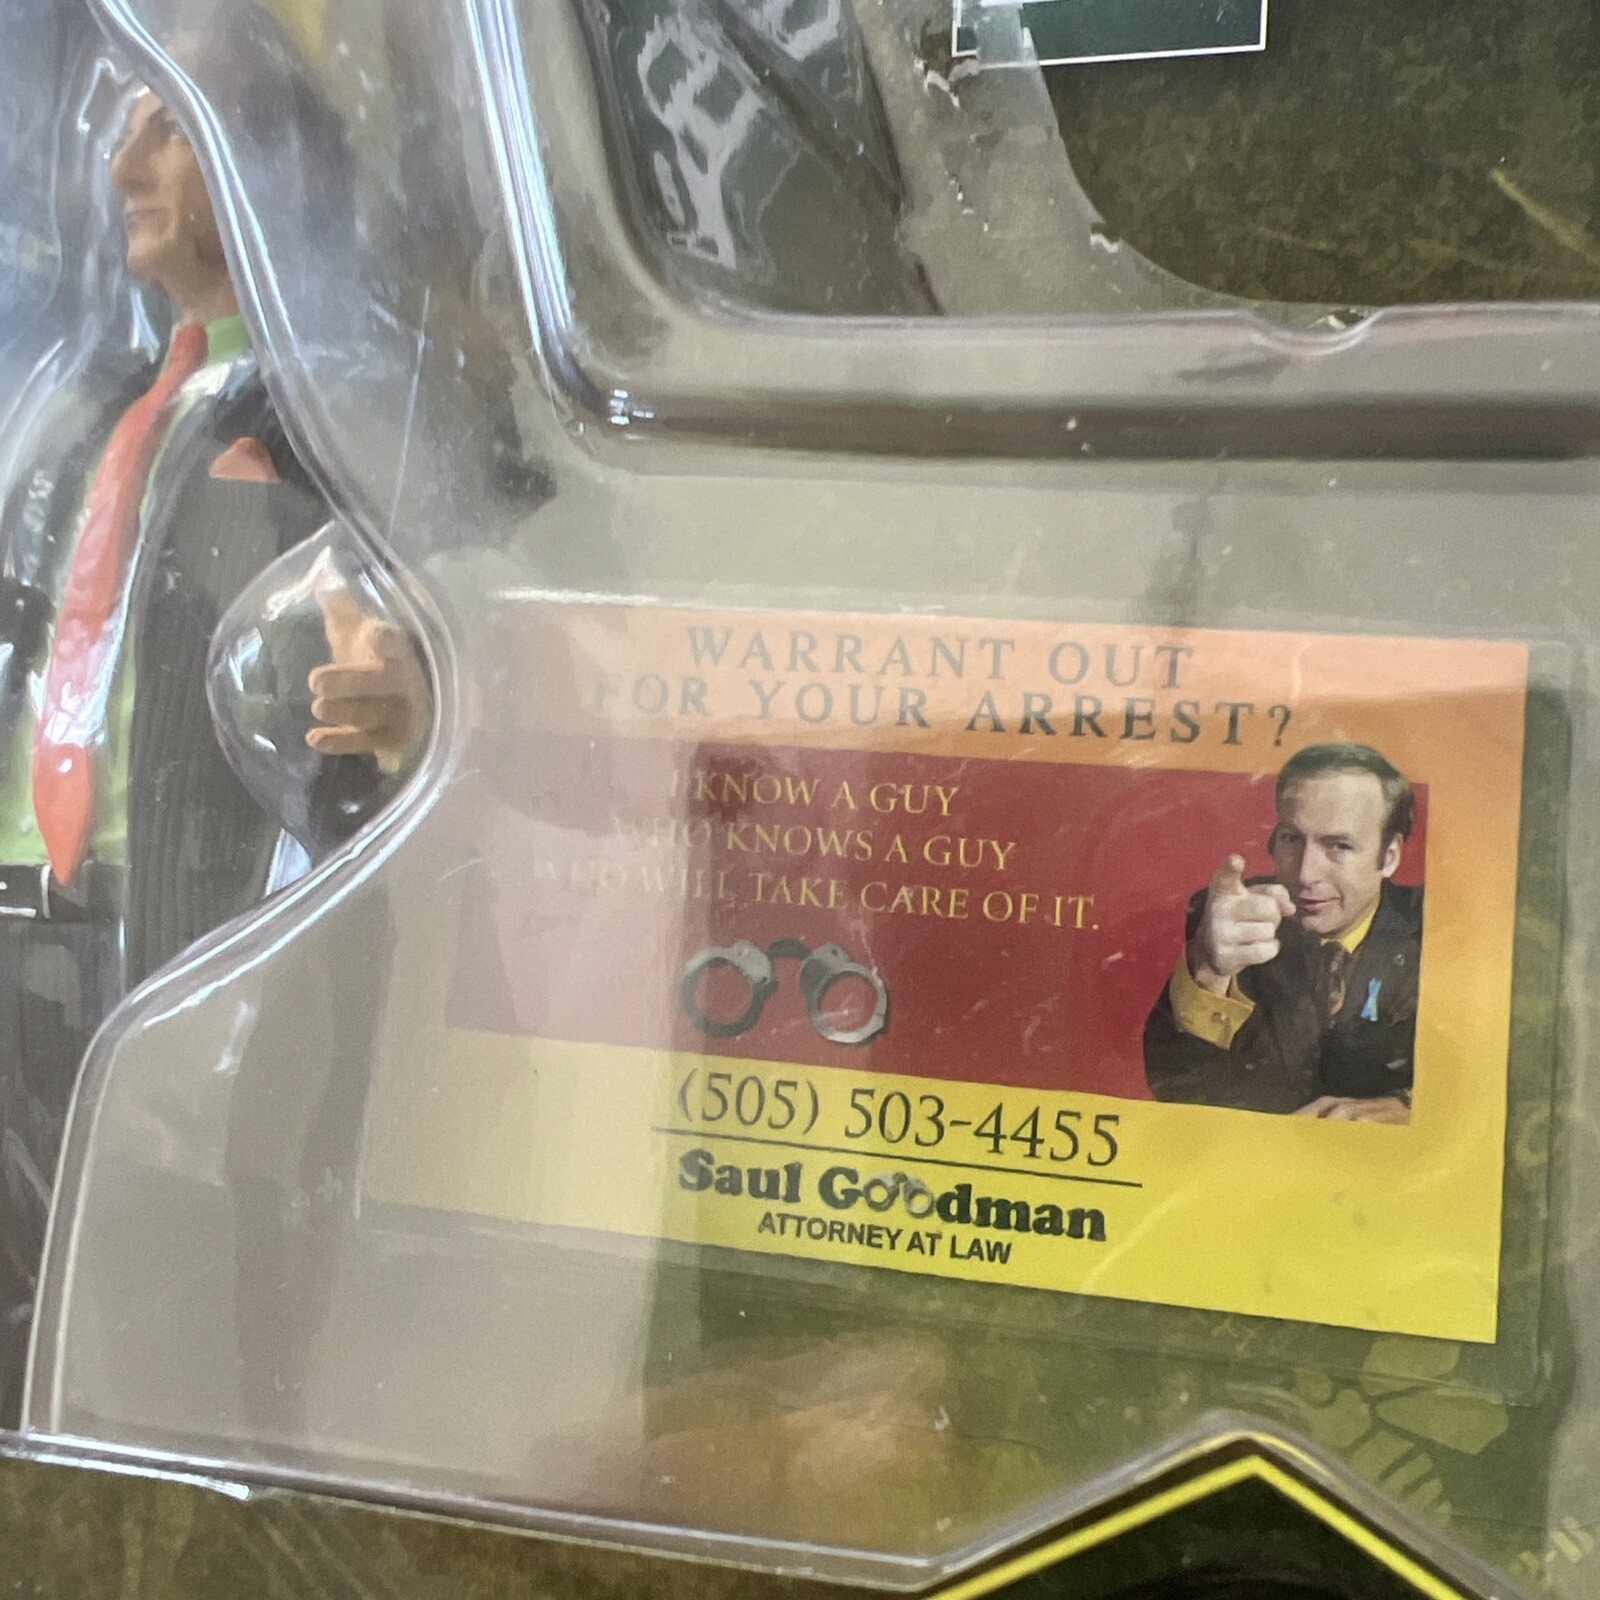 WARRANT OUT
FOR YOUR ARREST?
I KNOW A GUY
WHO KNOWS A GUY
WHO WILL TAKE CARE OF IT.
(505) 503-4455
Saul Goodman
ATTORNEY AT LAW